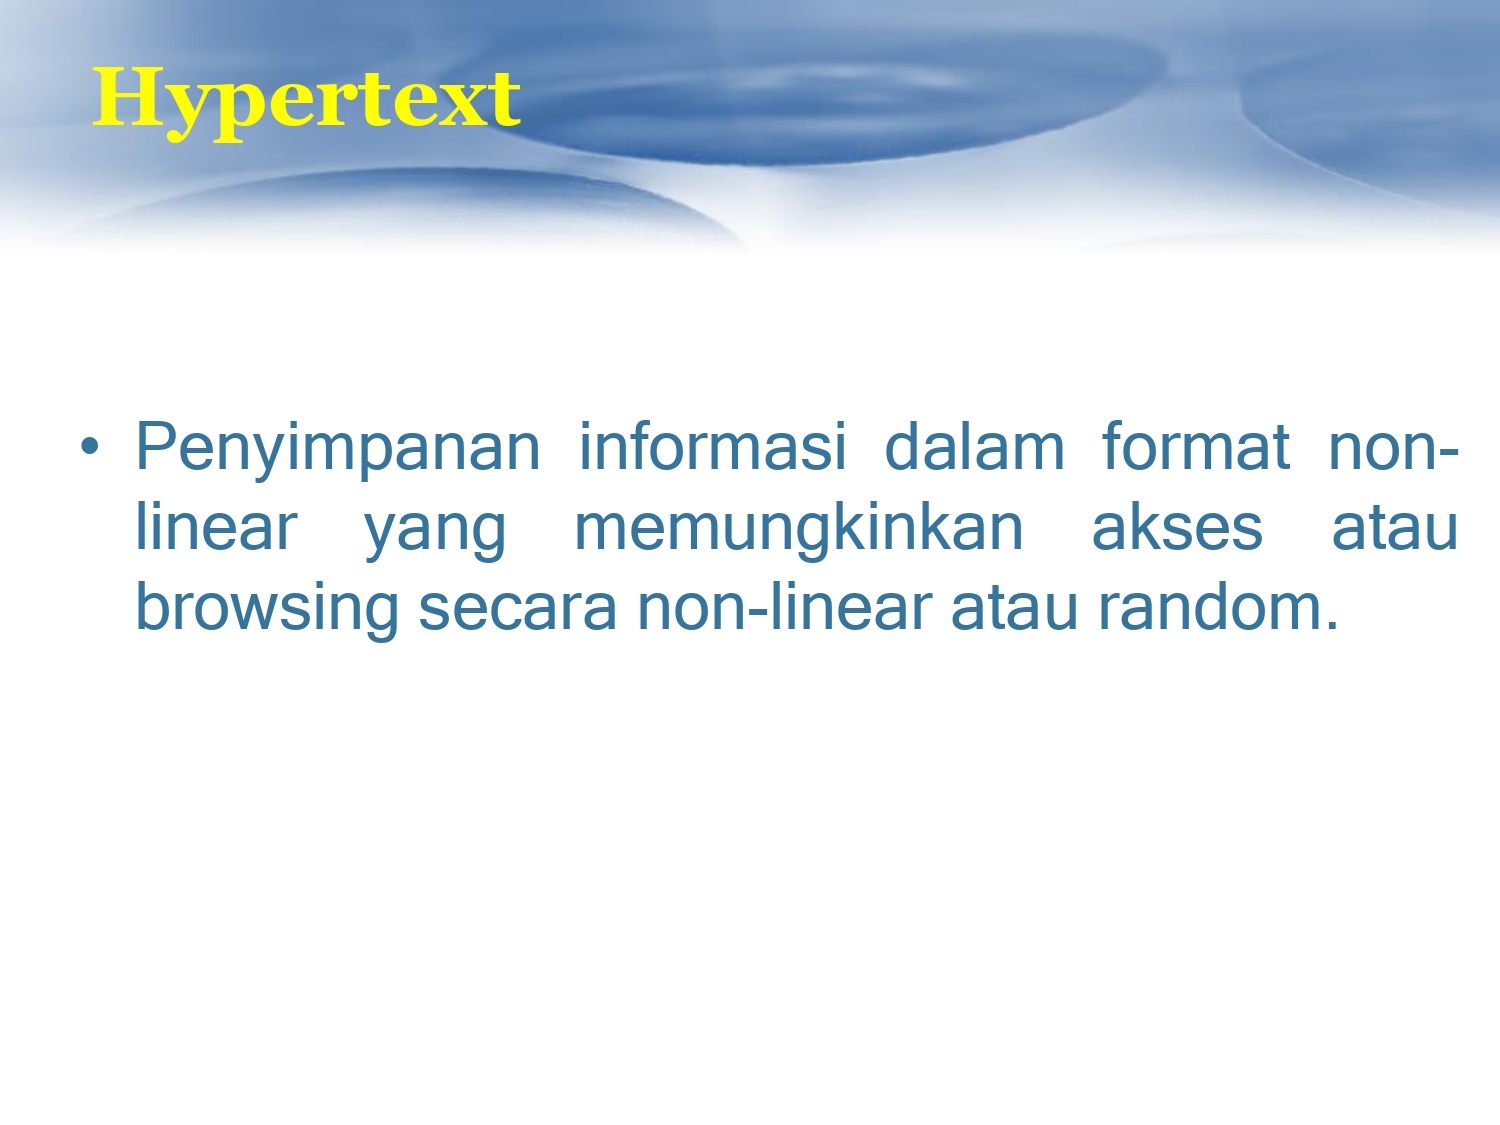 Hypertext
• Penyimpanan informasi dalam format non-
linear yang memungkinkan akses atau
browsing secara non-linear atau random.